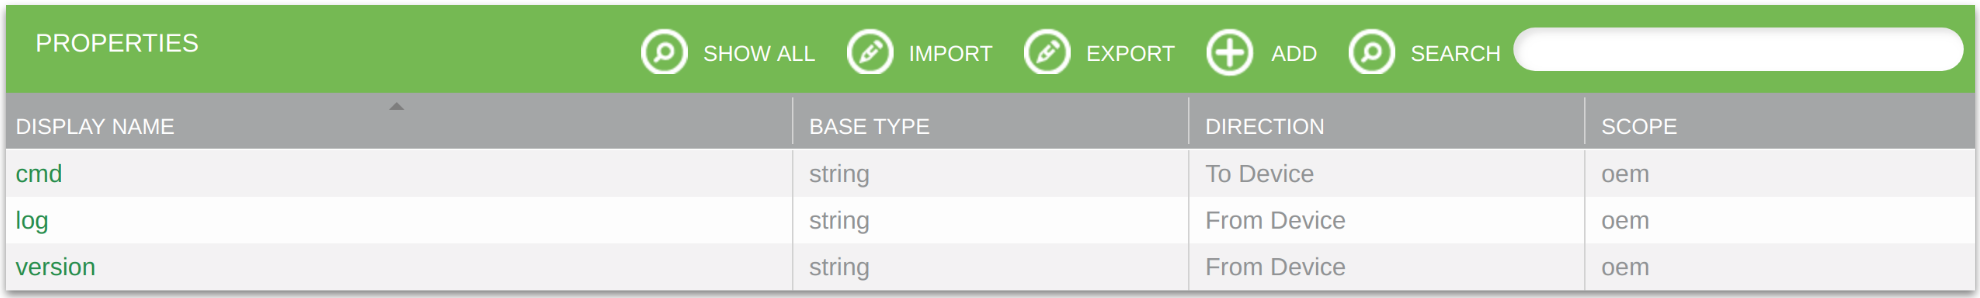 PROPERTIES SHOW ALL IMPORT EXPORT ADD SEARCH
DISPLAY NAME BASE TYPE DIRECTION SCOPE
cmd string To Device oem
log string From Device oem
version string From Device oem